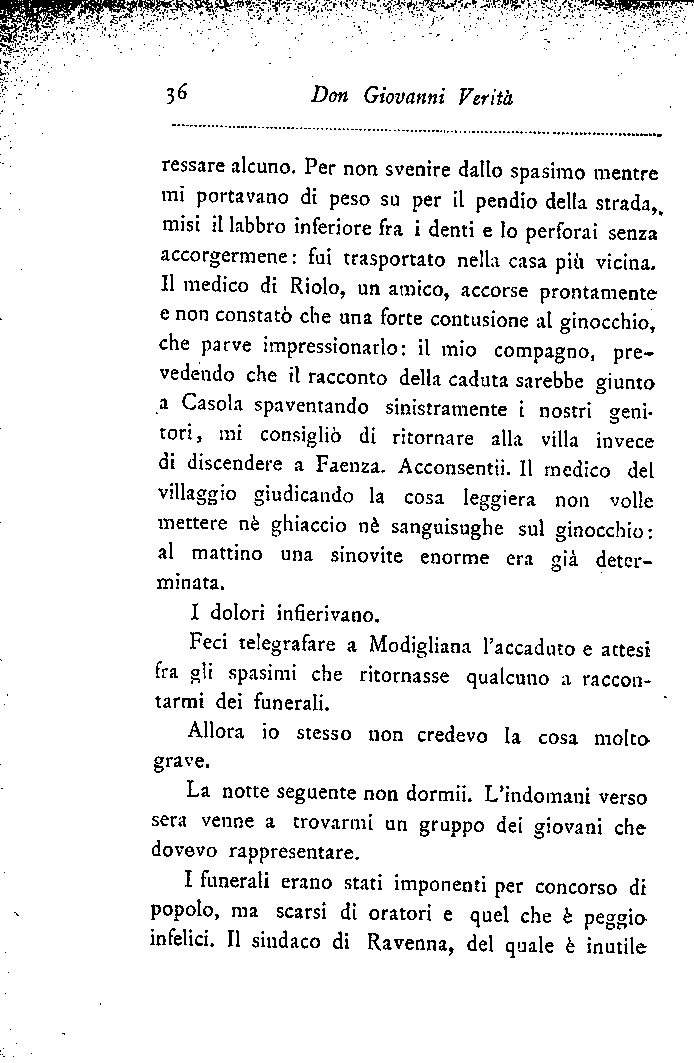 36 Don Giovanni Verità
ressare alcuno. Per non svenire dallo spasimo mentre
mi portavano di peso su per il pendio della strada,
misi il labbro inferiore fra i denti e lo perforai senza
accorgermene: fui trasportato nella casa più vicina.
Il medico di Riolo, un amico, accorse prontamente
e non constatò che una forte contusione al ginocchio,
che parve impressionarlo: il mio compagno, pre-
vedendo che il racconto della caduta sarebbe giunto
a Casola spaventando sinistramente i nostri geni-
tori, mi consigliò di ritornare alla villa invece
di discendere a Faenza. Acconsentii. Il medico del
villaggio giudicando la cosa leggiera non volle
mettere nè ghiaccio nè sanguisughe sul ginocchio:
al mattino una sinovite enorme era già deter-
minata.
I dolori infierivano.
Feci telegrafare a Modigliana l'accaduto e attesi
fra gli spasimi che ritornasse qualcuno a raccon-
tarmi dei funerali.
Allora io stesso non credevo la cosa molto
grave.
La notte seguente non dormii. L'indomani verso
sera venne a trovarmi un gruppo dei giovani che
dovevo rappresentare.
I funerali erano stati imponenti per concorso di
popolo, ma scarsi di oratori e quel che è peggio
infelici. Il sindaco di Ravenna, del quale è inutile